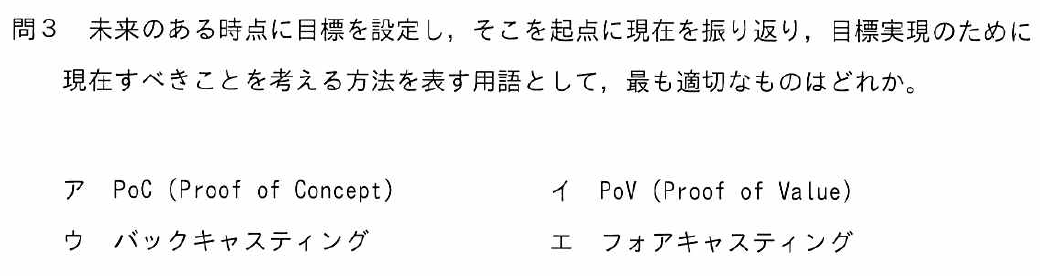 問3　未来のある時点に目標を設定し，そこを起点に現在を振り返り，目標実現のために
現在すべきことを考える方法を表す用語として，最も適切なものはどれか。
ア　PoC (Proof of Concept)　イ　PoV (Proof of Value)
ウ　バックキャスティング　エ　フォアキャスティング